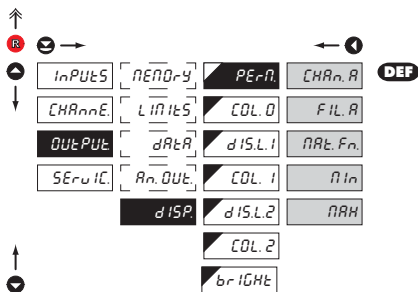 R
InPUtS MEMOrY PErM. CHAn. A DEF
CHAnnE. LIMItS COL. 0 FIL. A
OUtPUt dAtA dIS.L.1 MAt. Fn.
SErvIC. An. OUt. COL. 1 MIn
dISP. dIS.L.2 MAH
COL. 2
brIGHt